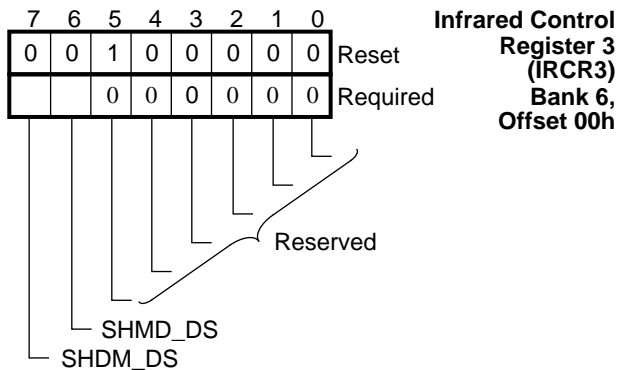 7 6 5 4 3 2 1 0
0 0 1 0 0 0 0 0 Reset
0 0 0 0 0 0 Required
Infrared Control
Register 3
(IRCR3)
Bank 6,
Offset 00h
Reserved
SHMD_DS
SHDM_DS